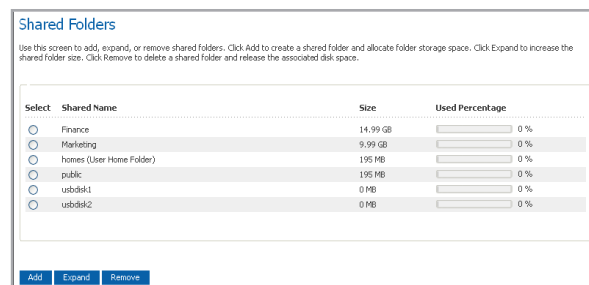 Shared Folders
Use this screen to add, expand, or remove shared folders. Click Add to create a shared folder and allocate folder storage space. Click Expand to increase the
shared folder size. Click Remove to delete a shared folder and release the associated disk space.
Select Shared Name Size Used Percentage
Finance 14.99 GB 0 %
Marketing 9.99 GB 0 %
homes (User Home Folder) 195 MB 0 %
public 195 MB 0 %
usbdisk1 0 MB 0 %
usbdisk2 0 MB 0 %
Add Expand Remove